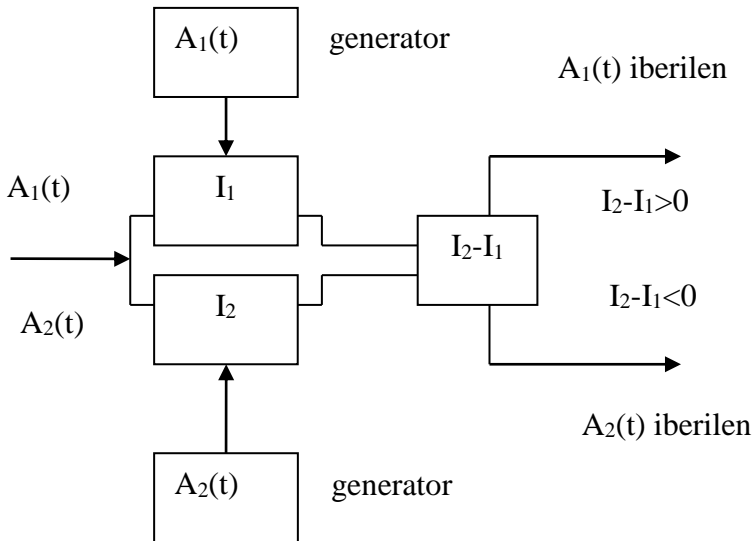 A₁(t)
generator
A₁(t) iberilen
I₁
A₁(t)
I₂-I₁>0
I₂-I₁
I₂
I₂-I₁<0
A₂(t)
A₂(t) iberilen
A₂(t)
generator